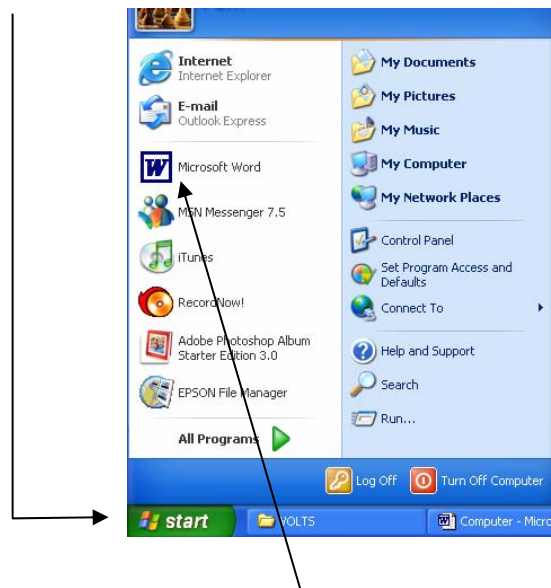 Internet
Internet Explorer
E-mail
Outlook Express
Microsoft Word
MSN Messenger 7.5
iTunes
RecordNow!
Adobe Photoshop Album
Starter Edition 3.0
EPSON File Manager
All Programs
My Documents
My Pictures
My Music
My Computer
My Network Places
Control Panel
Set Program Access and
Defaults
Connect To
Help and Support
Search
Run...
Log Off
Turn Off Computer
start
VOLTS
Computer - Micro